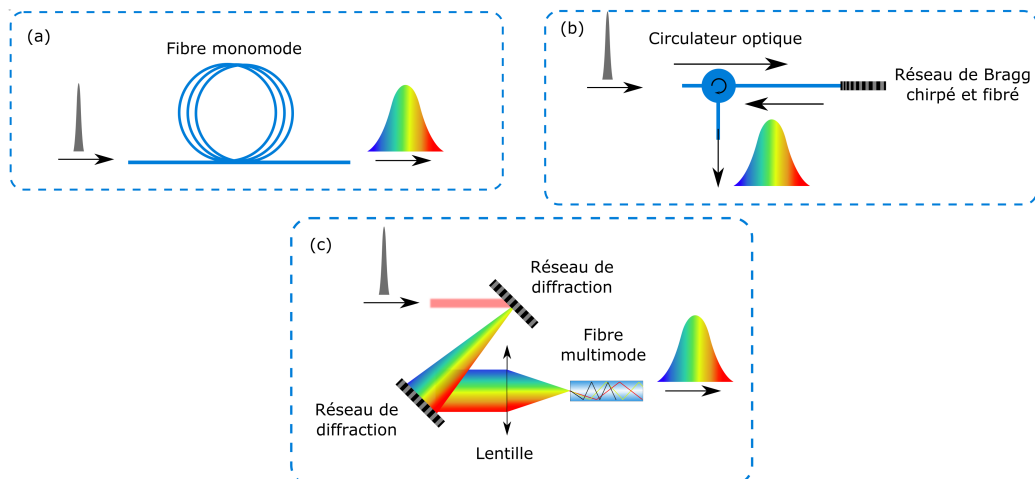 (a)
Fibre monomode
(b)
Circulateur optique
Réseau de Bragg
chirpé et fibré
(c)
Réseau de
diffraction
Fibre
multimode
Réseau de
diffraction
Lentille